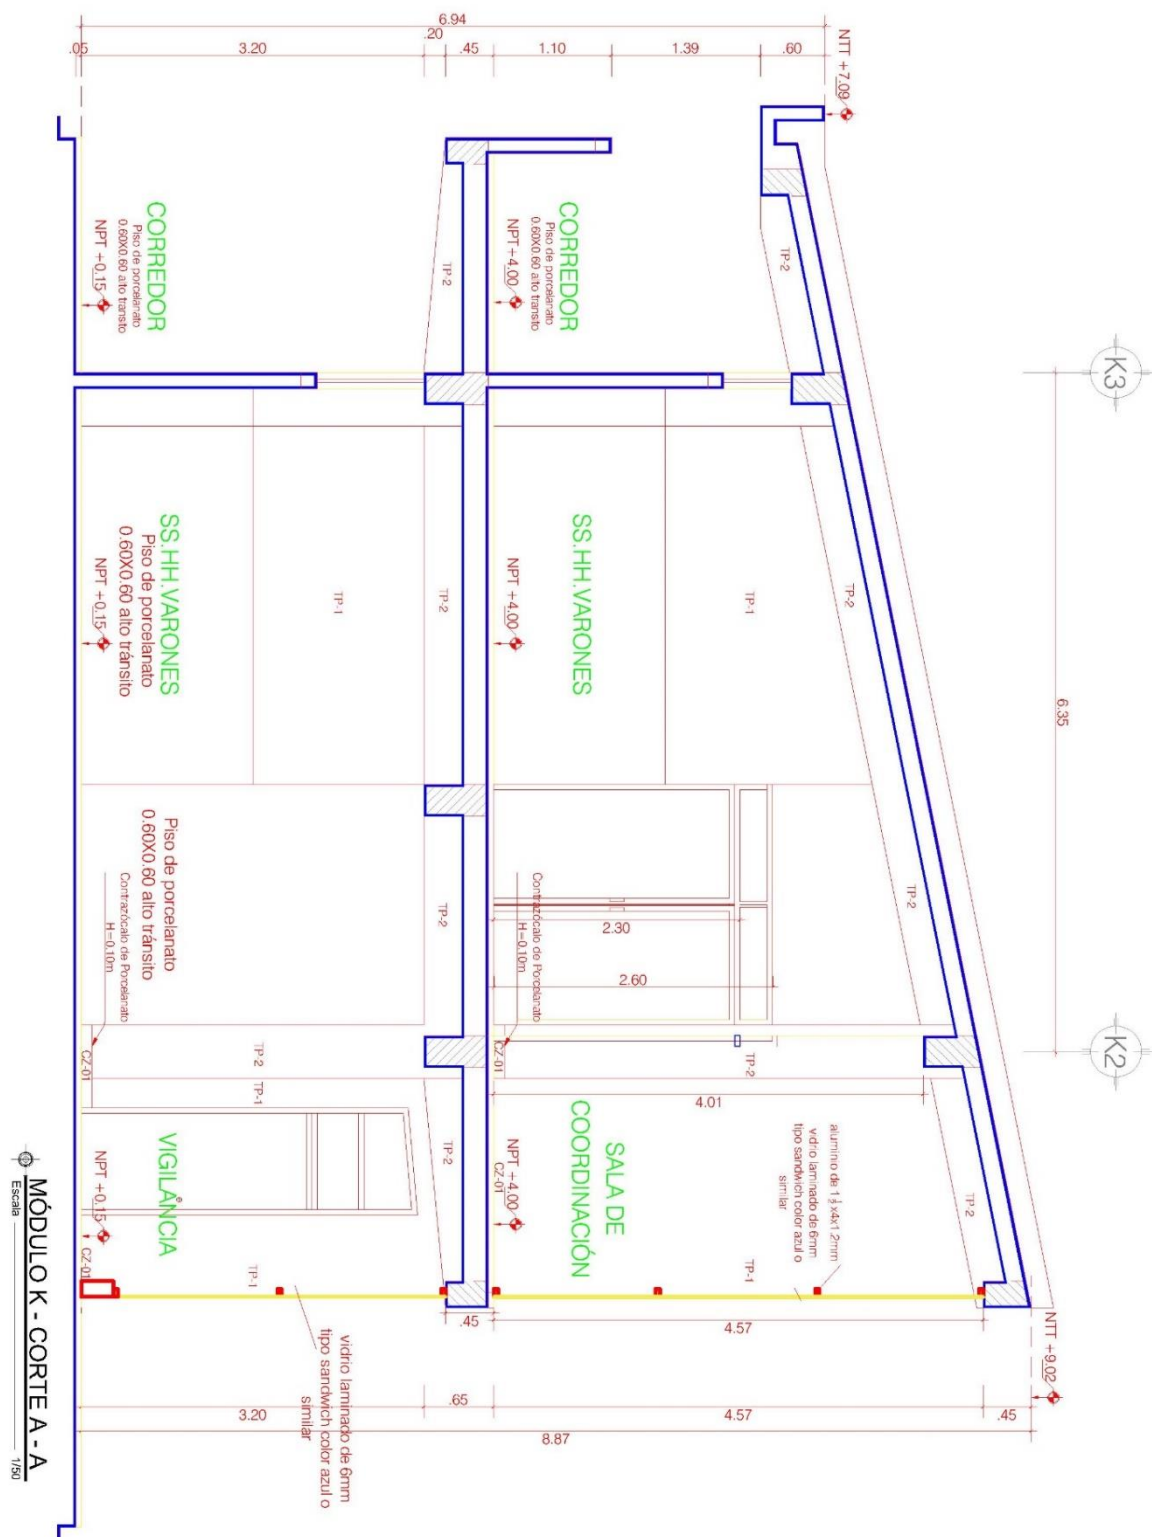 6.94
.05
3.20
.20
.45
1.10
1.39
.60
NTT +7.09
CORREDOR
Piso de porcelanato
0.60X0.60 alto transito
NPT +0.15
TP-2
CORREDOR
Piso de porcelanato
0.60X0.60 alto transito
NPT +4.00
TP-2
K3
SS.HH.VARONES
Piso de porcelanato
0.60X0.60 alto tránsito
NPT +0.15
TP-1
TP-2
SS.HH.VARONES
NPT +4.00
TP-1
TP-2
6.35
Piso de porcelanato
0.60X0.60 alto tránsito
Contrazócalo de Porcelanato
H=0.10m
TP-2
Contrazócalo de Porcelanato
H=0.10m
2.30
2.60
TP-2
K2
CZ-01
TP-2
TP-1
CZ-01
TP-2
4.01
VIGILANCIA
NPT +0.15
CZ-01
TP-1
TP-2
SALA DE
COORDINACIÓN
NPT +4.00
CZ-01
aluminio de 1 ½x4x1.2mm
vidrio laminado de 6mm
tipo sandwich color azul o
similar
TP-1
TP-2
.45
4.57
NTT +9.02
vidrio laminado de 6mm
tipo sandwich color azul o
similar
3.20
.65
4.57
.45
8.87
MÓDULO K - CORTE A - A
Escala
1/50